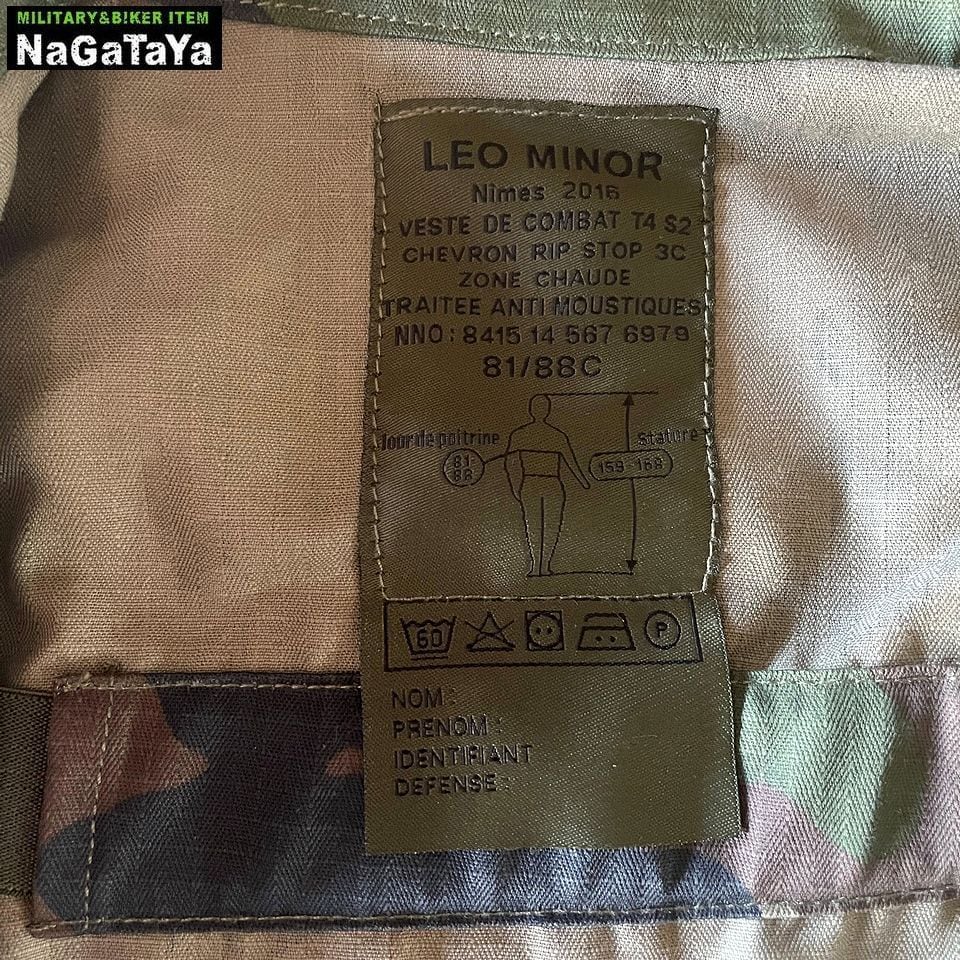 MILITARY&BIKER ITEM
NaGaTaYa
LEO MINOR
Nîmes 2016
VESTE DE COMBAT T4 S2
CHEVRON RIP STOP 3C
ZONE CHAUDE
TRAITEE ANTI MOUSTIQUES
NNO: 8415 14 567 6979
81/88C
Tour de poitrine
Stature
81-
88
159-168
60
P
NOM:
PRENOM:
IDENTIFIANT
DEFENSE: